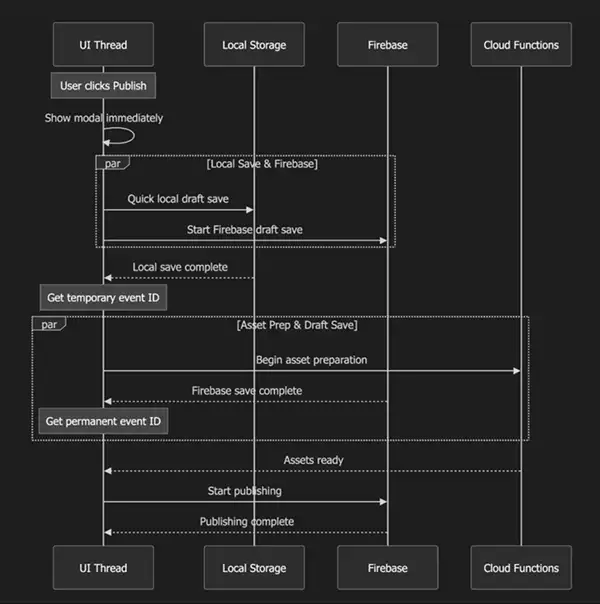 UI Thread
Local Storage
Firebase
Cloud Functions
User clicks Publish
Show modal immediately
par
[Local Save & Firebase]
Quick local draft save
Start Firebase draft save
Local save complete
Get temporary event ID
par
[Asset Prep & Draft Save]
Begin asset preparation
Firebase save complete
Get permanent event ID
Assets ready
Start publishing
Publishing complete
UI Thread
Local Storage
Firebase
Cloud Functions